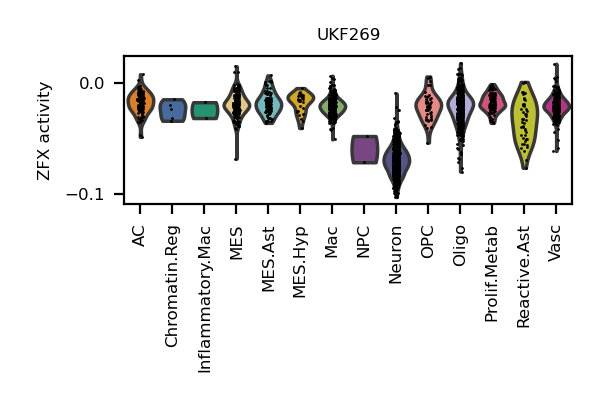 UKF269
ZFX activity
0.0
−0.1
AC
Chromatin.Reg
Inflammatory.Mac
MES
MES.Ast
MES.Hyp
Mac
NPC
Neuron
OPC
Oligo
Prolif.Metab
Reactive.Ast
Vasc